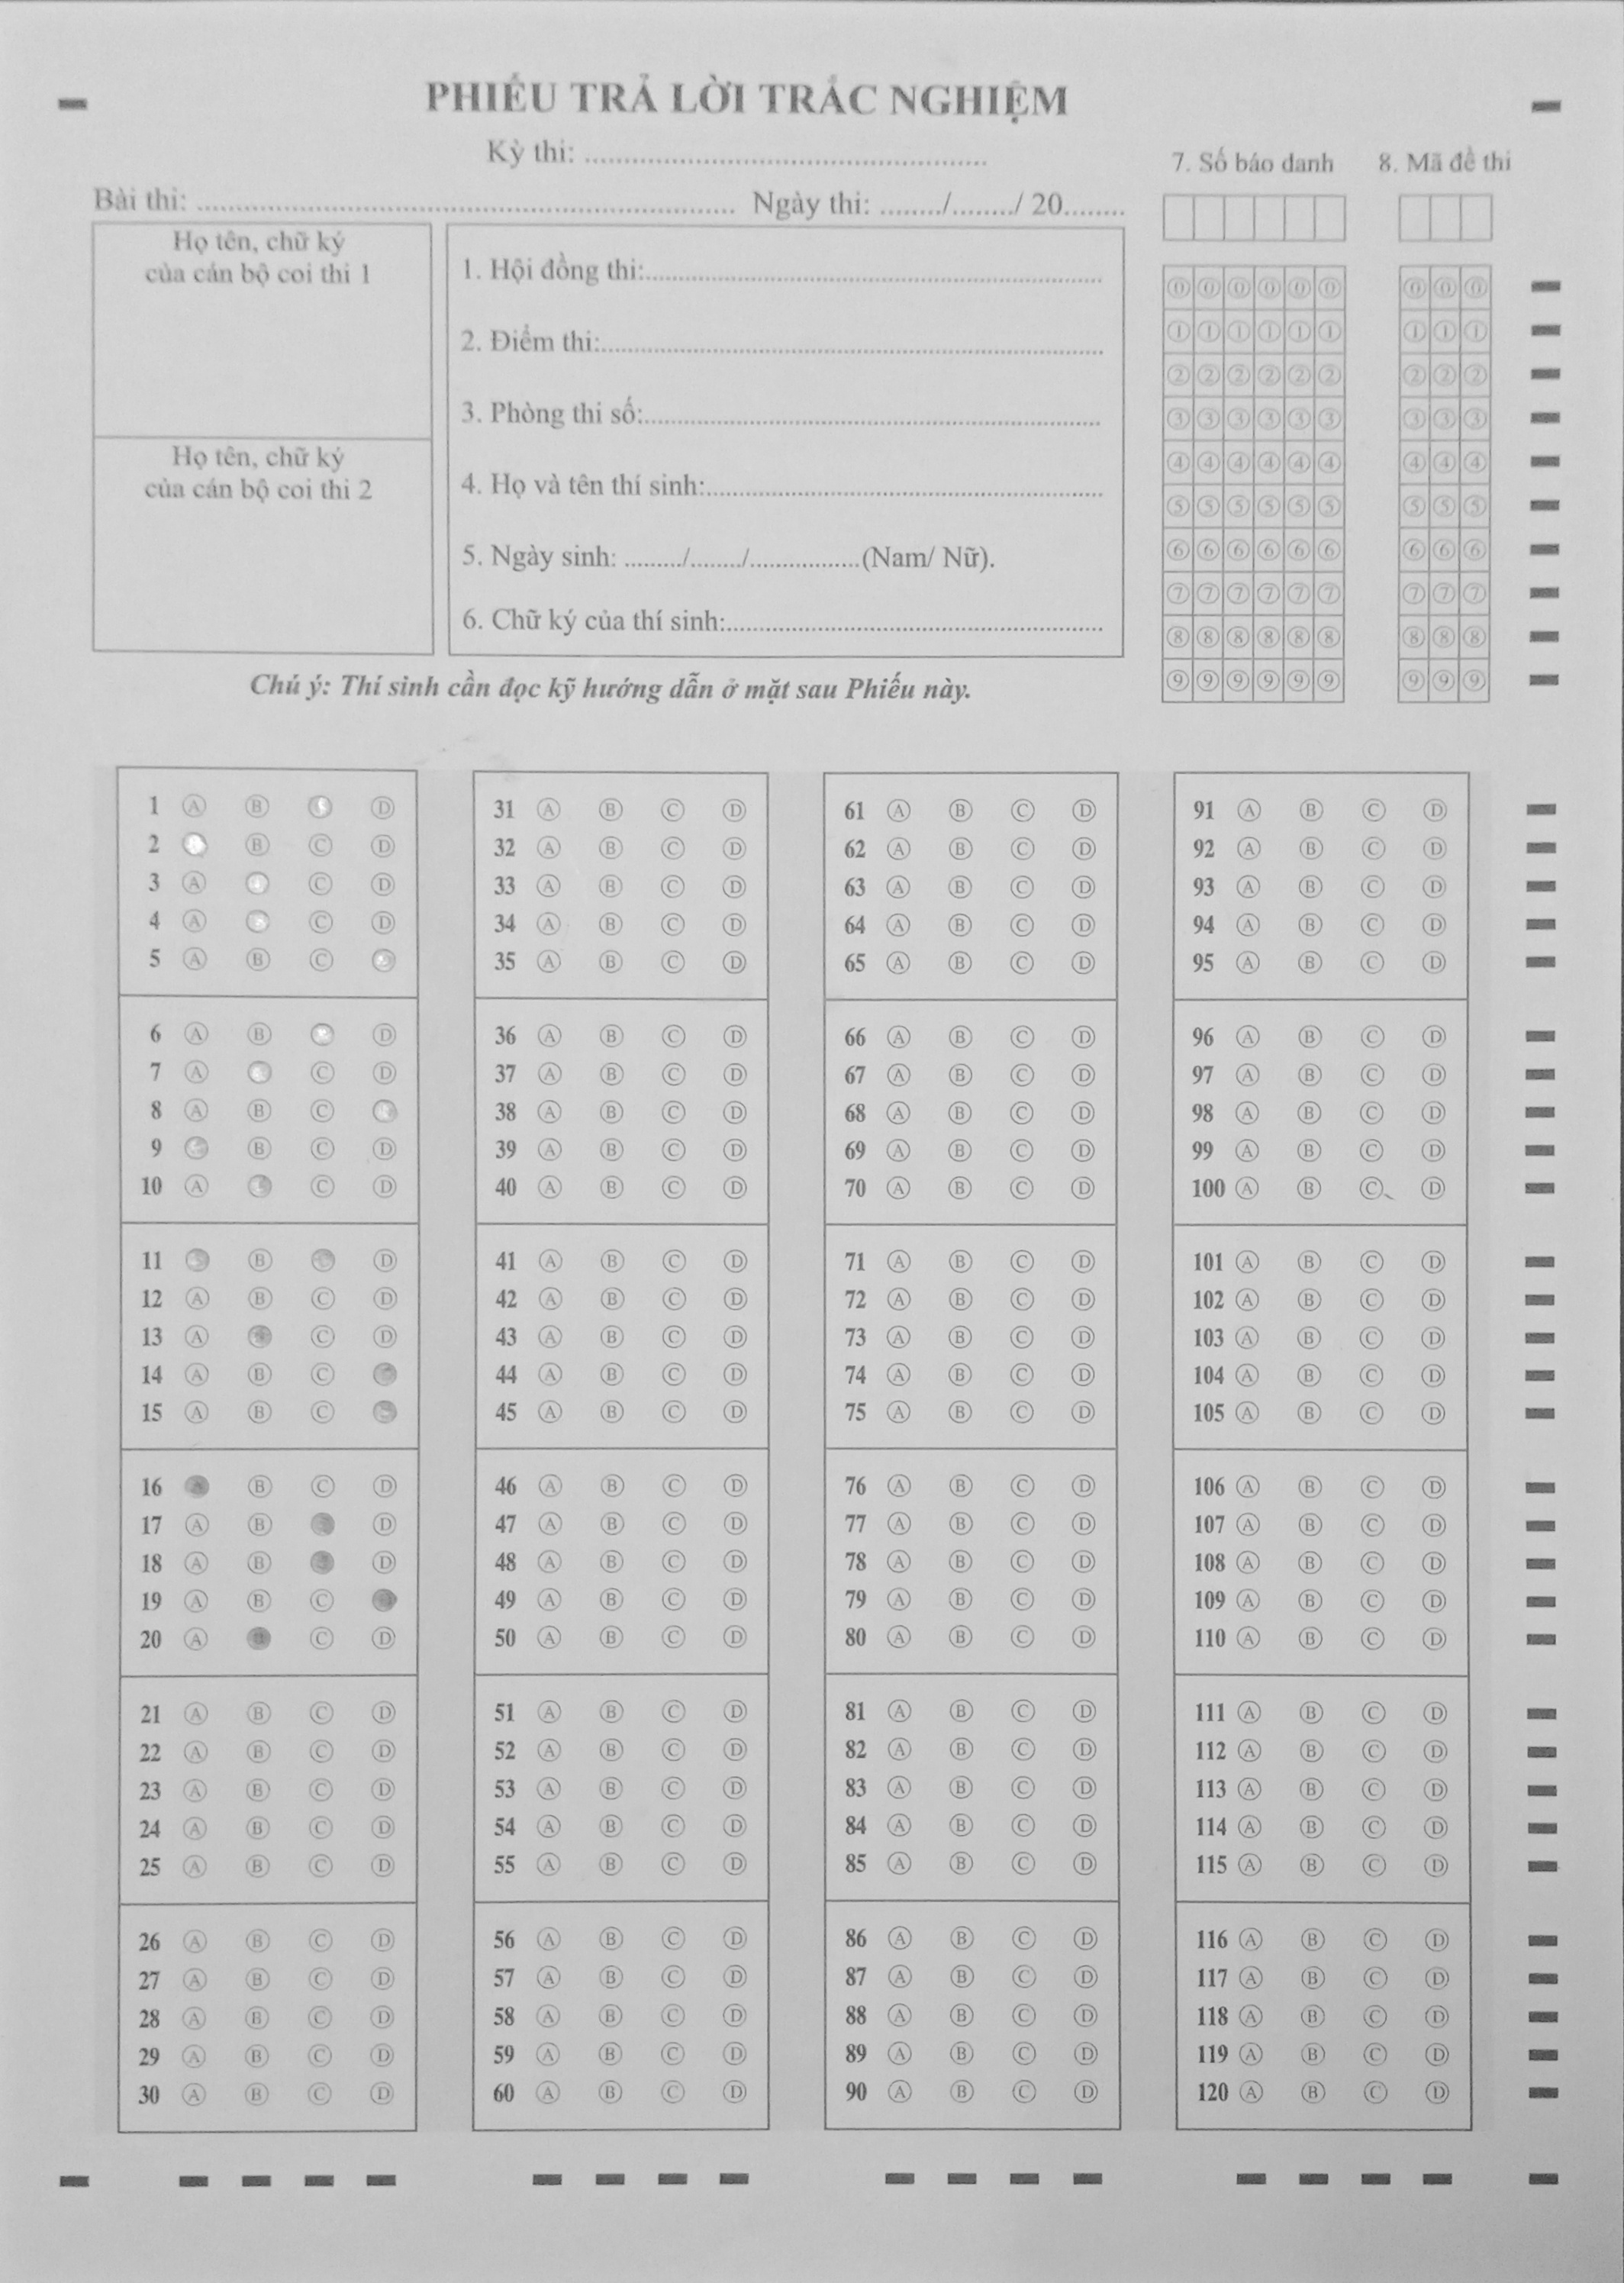 PHIẾU TRẢ LỜI TRẮC NGHIỆM
Kỳ thi: ....................................................
7. Số báo danh 8. Mã đề thi
Bài thi: ...................................................................... Ngày thi: ......../......../ 20........
Họ tên, chữ ký
của cán bộ coi thi 1
Họ tên, chữ ký
của cán bộ coi thi 2
1. Hội đồng thi:...........................................................
2. Điểm thi:.................................................................
3. Phòng thi số:...........................................................
4. Họ và tên thí sinh:...................................................
5. Ngày sinh: ........./......../.................(Nam/ Nữ).
6. Chữ ký của thí sinh:................................................
0 0 0 0 0 0 0 0 0
1 1 1 1 1 1 1 1 1
2 2 2 2 2 2 2 2 2
3 3 3 3 3 3 3 3 3
4 4 4 4 4 4 4 4 4
5 5 5 5 5 5 5 5 5
6 6 6 6 6 6 6 6 6
7 7 7 7 7 7 7 7 7
8 8 8 8 8 8 8 8 8
9 9 9 9 9 9 9 9 9
Chú ý: Thí sinh cần đọc kỹ hướng dẫn ở mặt sau Phiếu này.
1 A B D
2 B C D
3 A C D
4 A C D
5 A B C
6 A B D
7 A C D
8 A B C
9 B C D
10 A C D
11 B D
12 A B C D
13 A C D
14 A B C
15 A B C
16 A B C D
17 A B D
18 A B D
19 A B C
20 A C D
21 A B C D
22 A B C D
23 A B C D
24 A B C D
25 A B C D
26 A B C D
27 A B C D
28 A B C D
29 A B C D
30 A B C D
31 A B C D
32 A B C D
33 A B C D
34 A B C D
35 A B C D
36 A B C D
37 A B C D
38 A B C D
39 A B C D
40 A B C D
41 A B C D
42 A B C D
43 A B C D
44 A B C D
45 A B C D
46 A B C D
47 A B C D
48 A B C D
49 A B C D
50 A B C D
51 A B C D
52 A B C D
53 A B C D
54 A B C D
55 A B C D
56 A B C D
57 A B C D
58 A B C D
59 A B C D
60 A B C D
61 A B C D
62 A B C D
63 A B C D
64 A B C D
65 A B C D
66 A B C D
67 A B C D
68 A B C D
69 A B C D
70 A B C D
71 A B C D
72 A B C D
73 A B C D
74 A B C D
75 A B C D
76 A B C D
77 A B C D
78 A B C D
79 A B C D
80 A B C D
81 A B C D
82 A B C D
83 A B C D
84 A B C D
85 A B C D
86 A B C D
87 A B C D
88 A B C D
89 A B C D
90 A B C D
91 A B C D
92 A B C D
93 A B C D
94 A B C D
95 A B C D
96 A B C D
97 A B C D
98 A B C D
99 A B C D
100 A B C D
101 A B C D
102 A B C D
103 A B C D
104 A B C D
105 A B C D
106 A B C D
107 A B C D
108 A B C D
109 A B C D
110 A B C D
111 A B C D
112 A B C D
113 A B C D
114 A B C D
115 A B C D
116 A B C D
117 A B C D
118 A B C D
119 A B C D
120 A B C D